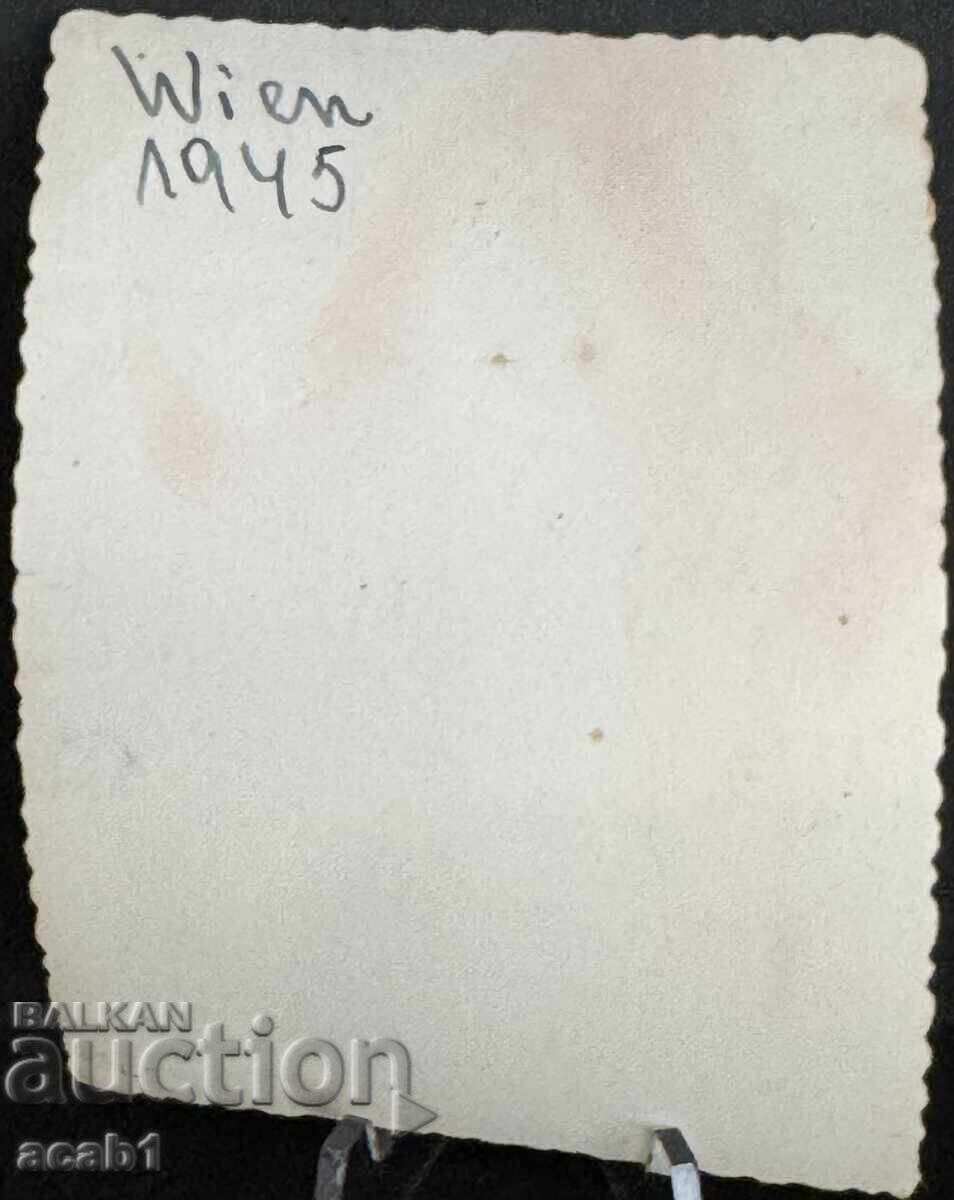 Wien
1945
BALKAN
auction
acab1